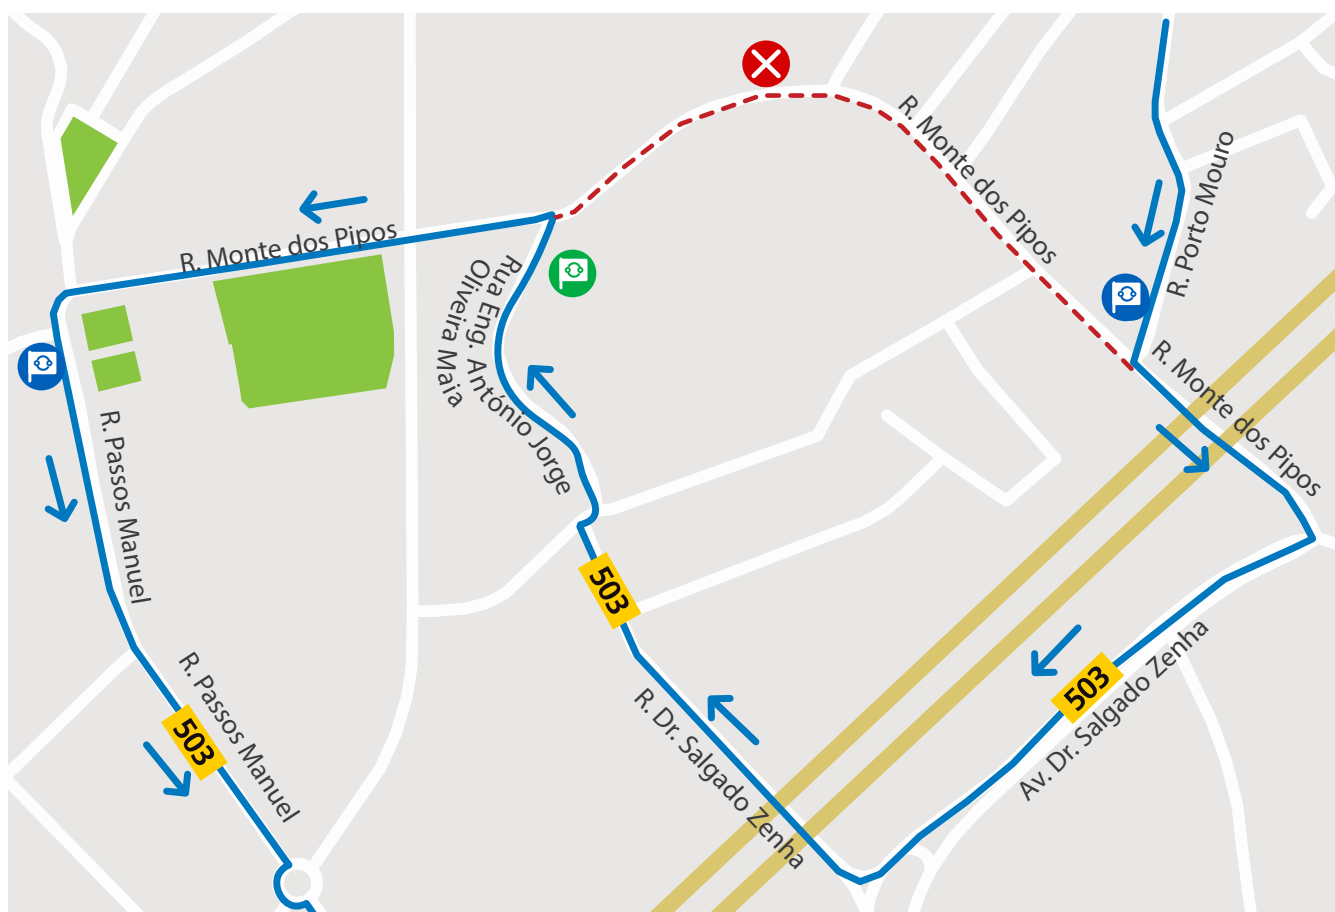 R. Monte dos Pipos
R. Porto Mouro
R. Monte dos Pipos
Rua Eng. António Jorge
Oliveira Maia
R. Monte dos Pipos
R. Passos Manuel
503
R. Passos Manuel
503
R. Dr. Salgado Zenha
503
Av. Dr. Salgado Zenha